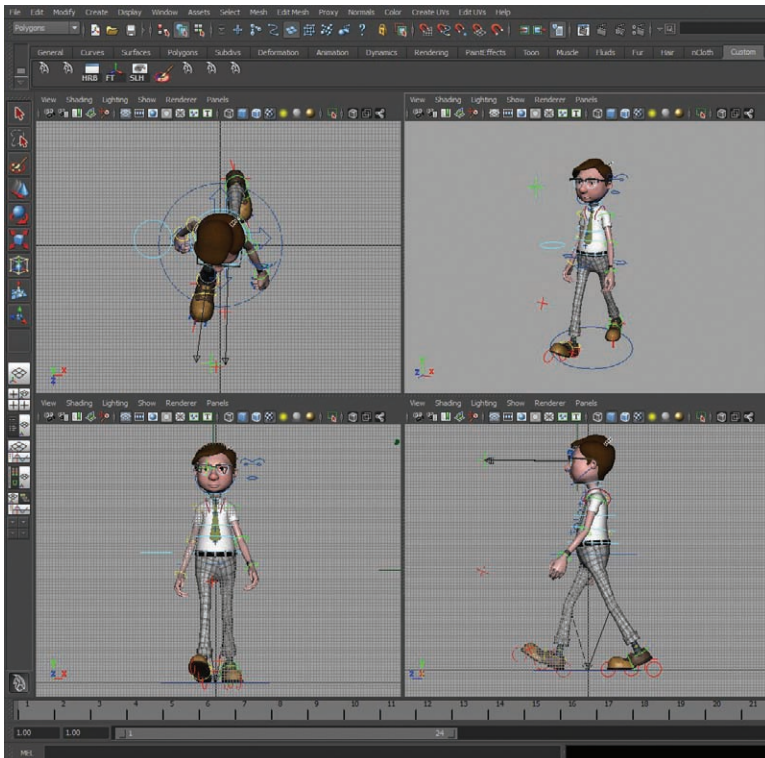 File Edit Modify Create Display Window Assets Select Mesh Edit Mesh Proxy Normals Color Create UVs Edit UVs Help
Polygons
General Curves Surfaces Polygons Subdivs Deformation Animation Dynamics Rendering PaintEffects Toon Muscle Fluids Fur Hair nCloth Custom
HRB FT SLH
View Shading Lighting Show Renderer Panels
View Shading Lighting Show Renderer Panels
View Shading Lighting Show Renderer Panels
View Shading Lighting Show Renderer Panels
1 2 3 4 5 6 7 8 9 10 11 12 13 14 15 16 17 18 19 20 21
1.00 1.00 1 24
MEL